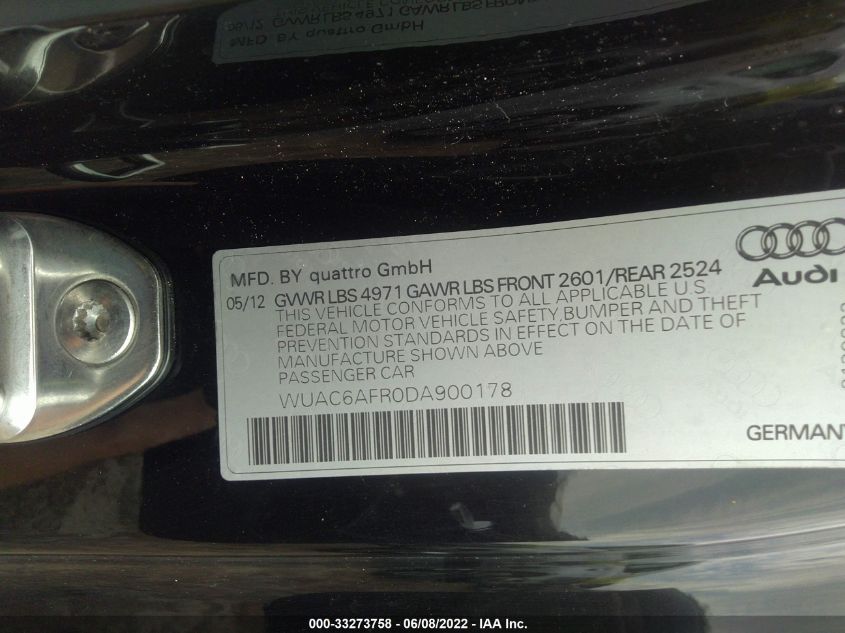 MFD. BY quattro GmbH
05/12 GVWR LBS 4971 GAWR LBS FRONT 2601/REAR 2524
THIS VEHICLE CONFORMS TO ALL APPLICABLE U.S.
FEDERAL MOTOR VEHICLE SAFETY,BUMPER AND THEFT
PREVENTION STANDARDS IN EFFECT ON THE DATE OF
MANUFACTURE SHOWN ABOVE
PASSENGER CAR
WUAC6AFR0DA900178
Audi
GERMANY
000-33273758 - 06/08/2022 - IAA Inc.